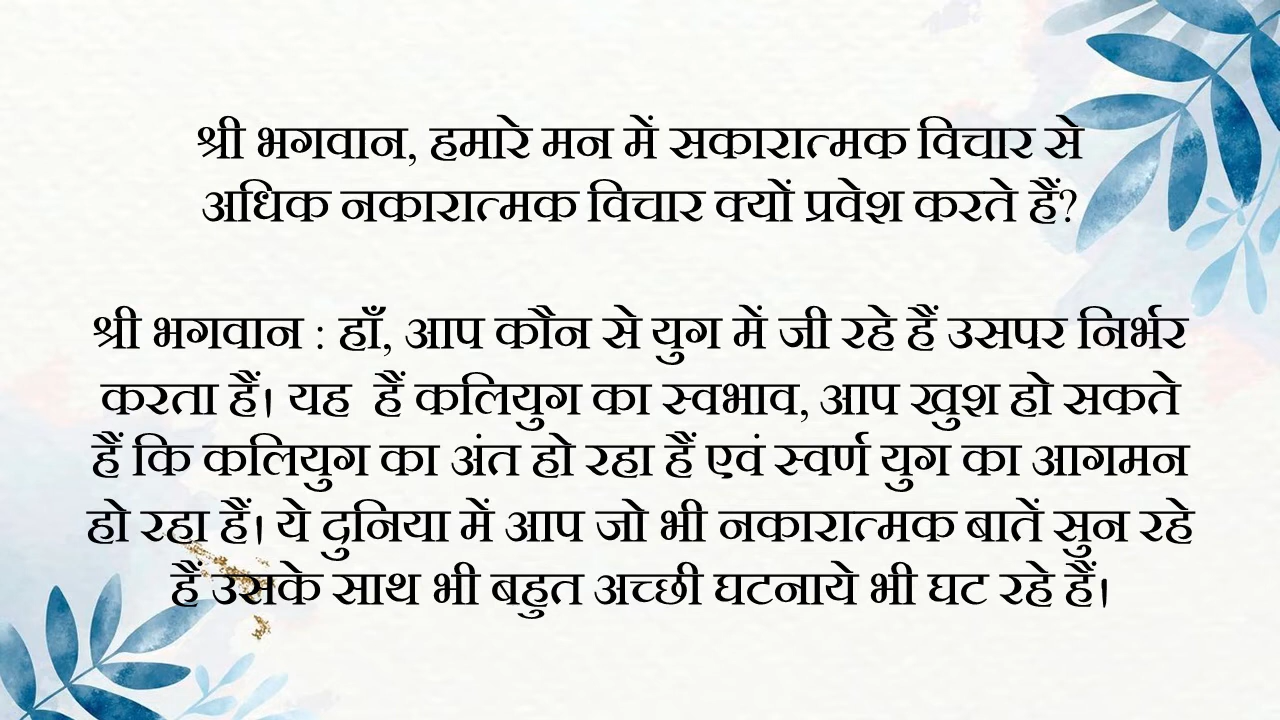 श्री भगवान, हमारे मन में सकारात्मक विचार से
अधिक नकारात्मक विचार क्यों प्रवेश करते हैं?
श्री भगवान : हाँ, आप कौन से युग में जी रहे हैं उसपर निर्भर
करता हैं। यह हैं कलियुग का स्वभाव, आप खुश हो सकते
हैं कि कलियुग का अंत हो रहा हैं एवं स्वर्ण युग का आगमन
हो रहा हैं। ये दुनिया में आप जो भी नकारात्मक बातें सुन रहे
हैं उसके साथ भी बहुत अच्छी घटनाये भी घट रहे हैं।